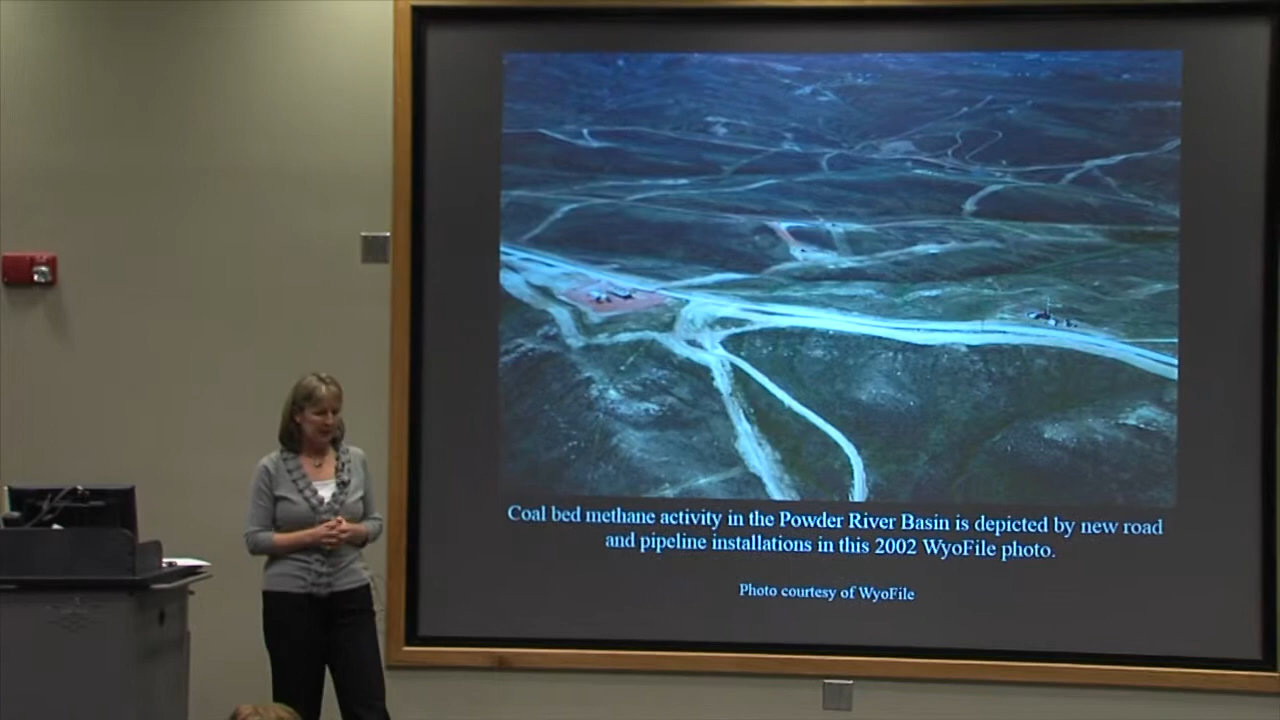 Coal bed methane activity in the Powder River Basin is depicted by new road
and pipeline installations in this 2002 WyoFile photo.
Photo courtesy of WyoFile